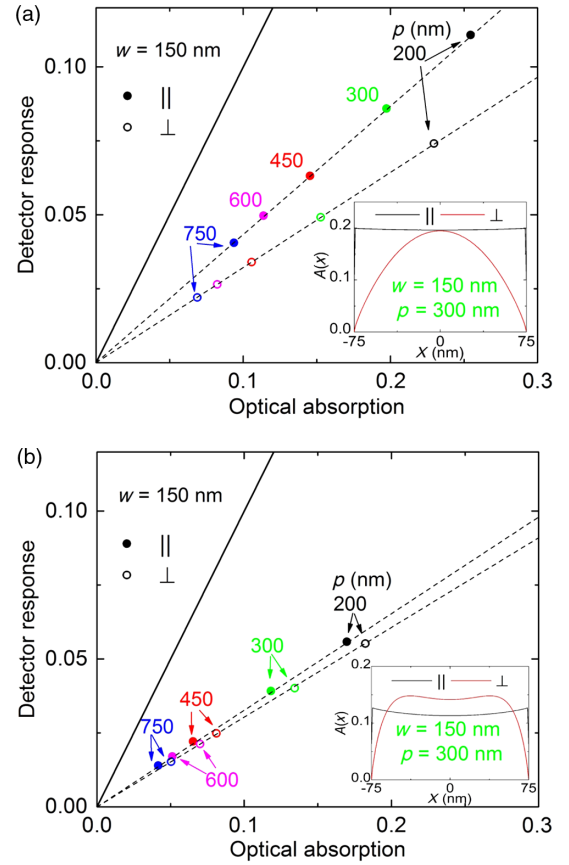 (a)
w = 150 nm
||
⊥
p (nm)
200
300
450
600
750
0.10
0.05
0.00
Detector response
0.0 0.1 0.2 0.3
Optical absorption
|| ⊥
0.2
0.1
0.0
A(x)
w = 150 nm
p = 300 nm
-75 0 75
X (nm)
(b)
w = 150 nm
||
⊥
p (nm)
200
300
450
750
600
0.10
0.05
0.00
Detector response
0.0 0.1 0.2 0.3
Optical absorption
|| ⊥
0.2
0.1
0.0
A(x)
w = 150 nm
p = 300 nm
-75 0 75
X (nm)